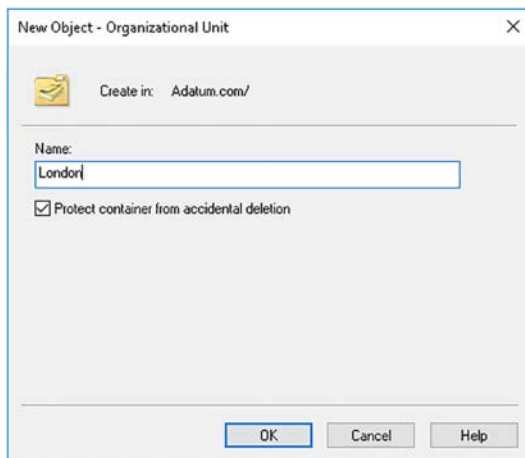 New Object - Organizational Unit
Create in: Adatum.com/
Name:
London
Protect container from accidental deletion
OK Cancel Help